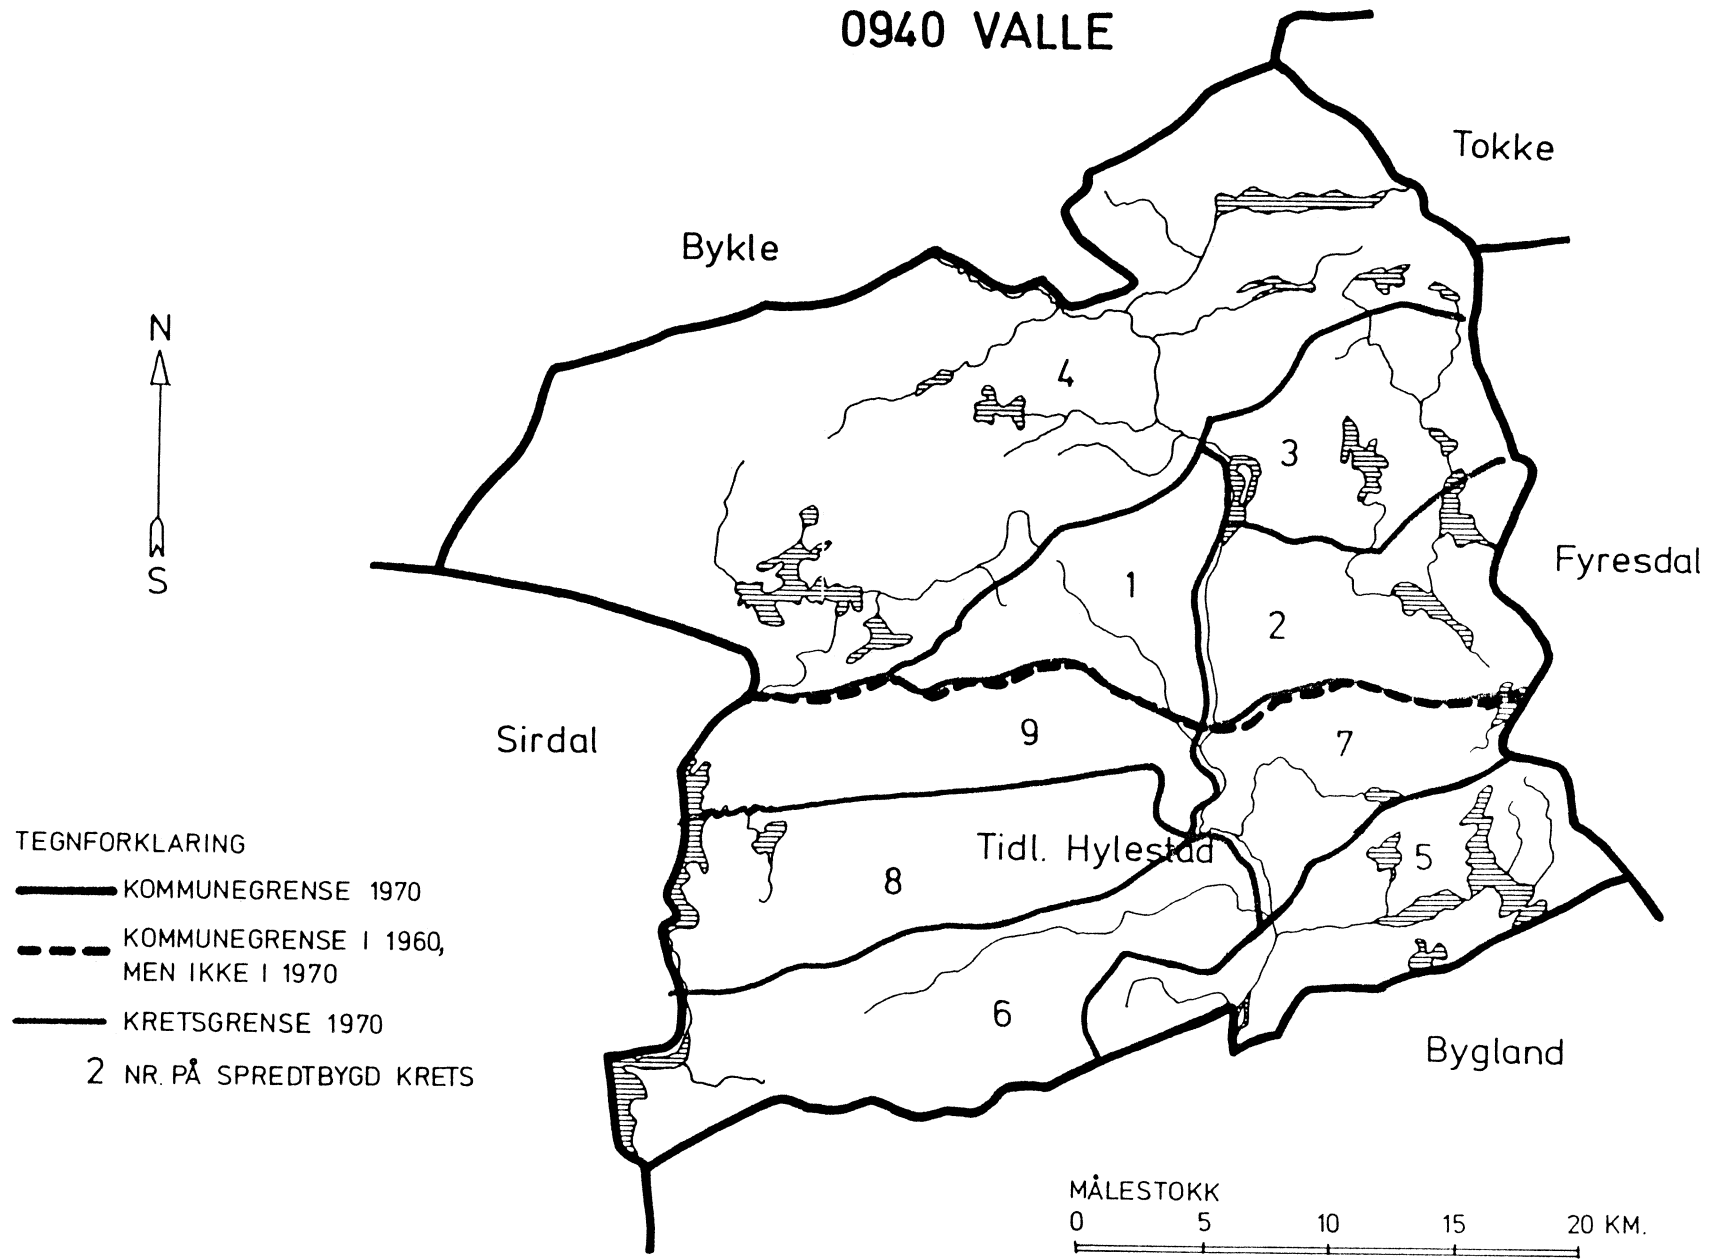 0940 VALLE
Tokke
Bykle
N
4
3
S
Fyresdal
1
2
Sirdal
9
7
Tidl. Hylestad
5
8
6
Bygland
TEGNFORKLARING
KOMMUNEGRENSE 1970
KOMMUNEGRENSE I 1960,
MEN IKKE I 1970
KRETSGRENSE 1970
2 NR. PÅ SPREDTBYGD KRETS
MÅLESTOKK
0 5 10 15 20 KM.